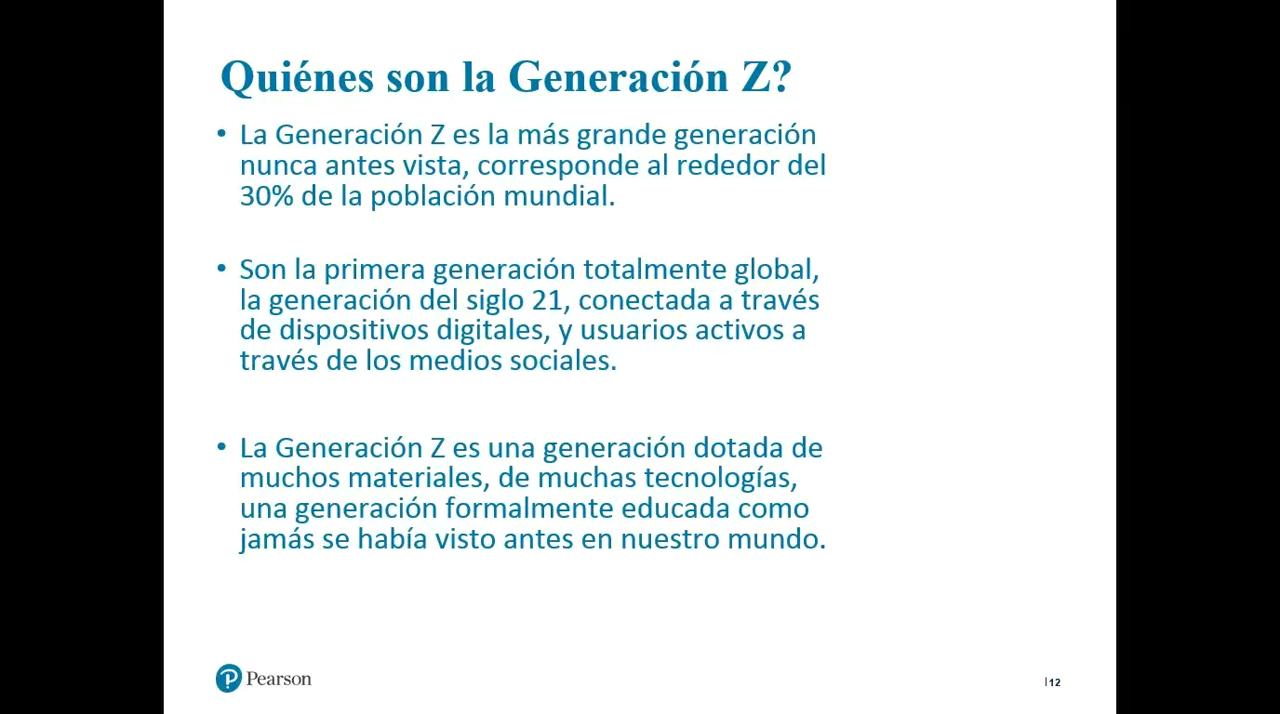 Quiénes son la Generación Z?
• La Generación Z es la más grande generación
nunca antes vista, corresponde al rededor del
30% de la población mundial.
• Son la primera generación totalmente global,
la generación del siglo 21, conectada a través
de dispositivos digitales, y usuarios activos a
través de los medios sociales.
• La Generación Z es una generación dotada de
muchos materiales, de muchas tecnologías,
una generación formalmente educada como
jamás se había visto antes en nuestro mundo.
Pearson
|12